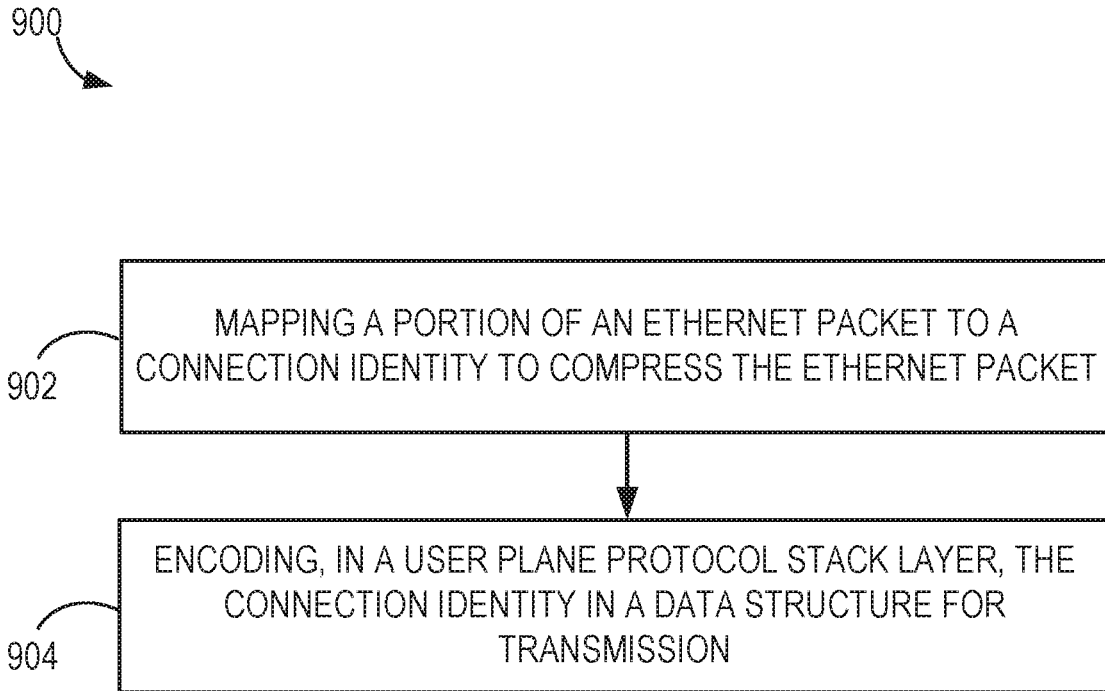 900
MAPPING A PORTION OF AN ETHERNET PACKET TO A
CONNECTION IDENTITY TO COMPRESS THE ETHERNET PACKET
902
ENCODING, IN A USER PLANE PROTOCOL STACK LAYER, THE
CONNECTION IDENTITY IN A DATA STRUCTURE FOR
TRANSMISSION
904